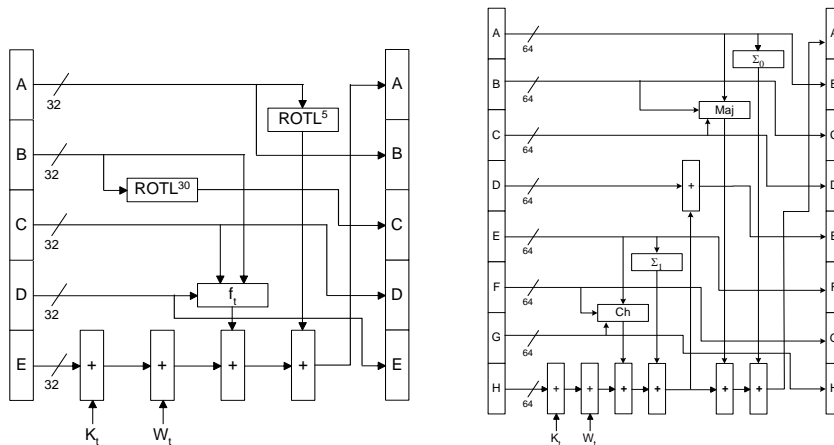 A
32
ROTL⁵
A
B
32
ROTL³⁰
B
C
32
C
D
32
fₜ
D
E
32
+
+
+
+
E
Kₜ
Wₜ
A
64
Σ₀
A
B
64
Maj
B
C
64
C
D
64
+
D
E
64
Σ₁
E
F
64
Ch
F
G
64
G
H
64
+
+
+
+
+
+
H
Kₜ
Wₜ